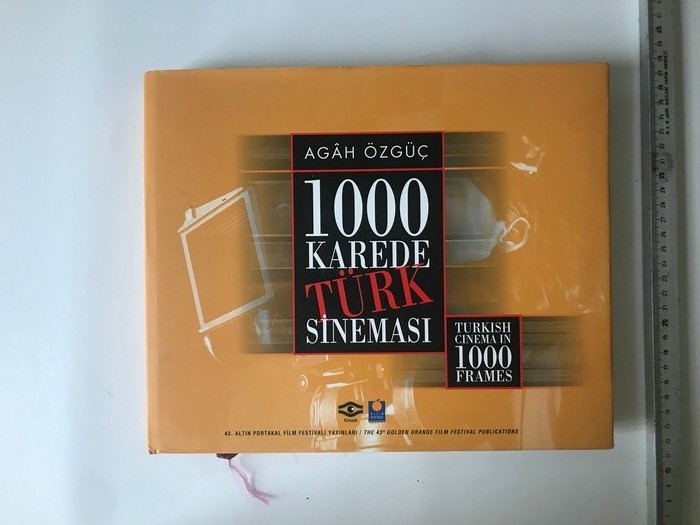 AGÂH ÖZGÜÇ
1000
KAREDE
TÜRK
SİNEMASI
TURKISH
CINEMA IN
1000
FRAMES
türsak
43. ALTIN PORTAKAL FİLM FESTİVALİ YAYINLARI / THE 43rd GOLDEN ORANGE FILM FESTIVAL PUBLICATIONS